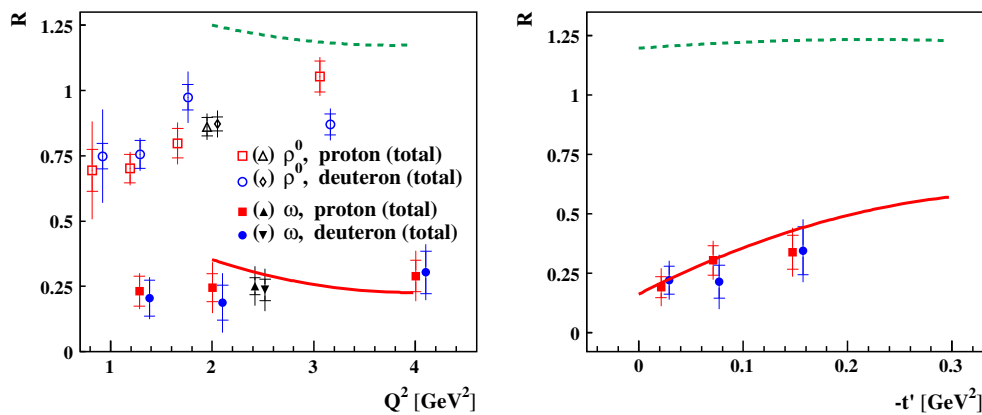 R
1.25
1
0.75
0.5
0.25
0
1
2
3
4
Q² [GeV²]
(△) ρ⁰, proton (total)
(◇) ρ⁰, deuteron (total)
(▲) ω, proton (total)
(▼) ω, deuteron (total)
R
1.25
1
0.75
0.5
0.25
0
0
0.1
0.2
0.3
-t' [GeV²]